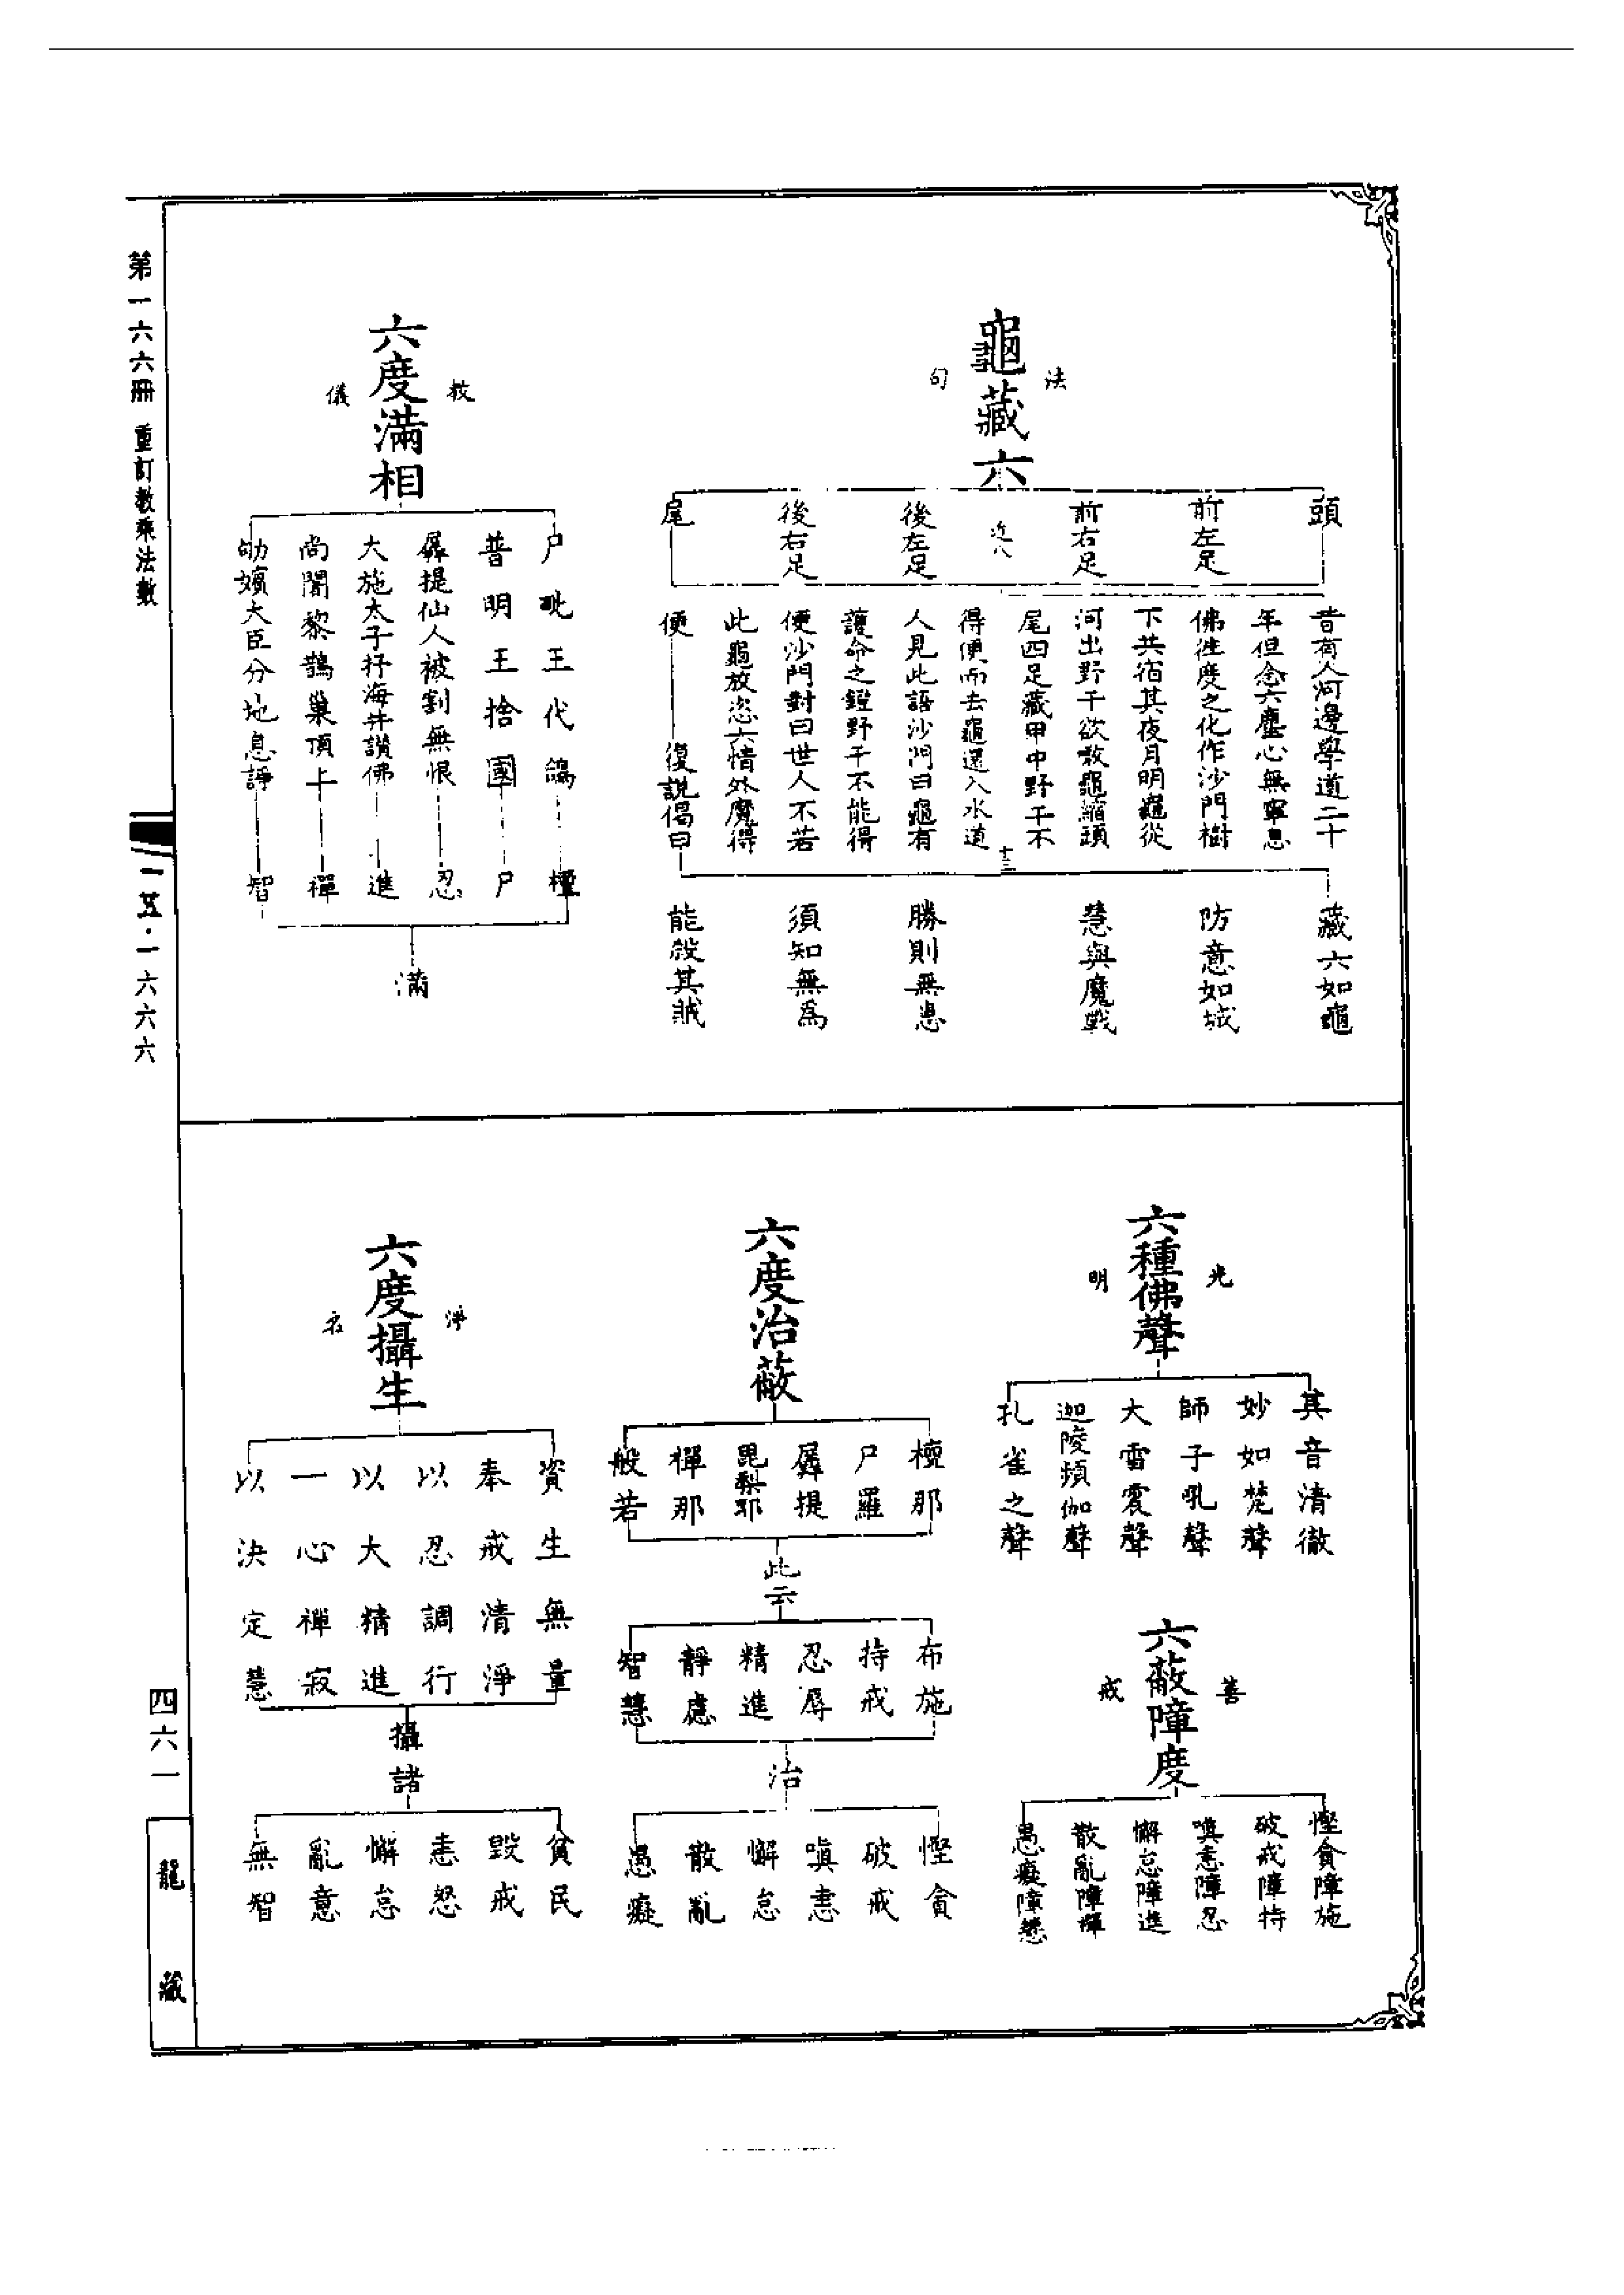 龜藏六
法
句
頭
前左足
前右足
近八
後左足
後右足
尾
昔有人河邊學道二十
年但念六塵心無寧息
佛往度之化作沙門樹
下共宿其夜月明龜從
河出野干欲噉龜縮頭
尾四足藏甲中野干不
得便而去龜還入水道
十三
人見此語沙門曰龜有
護命之鎧野干不能得
便沙門對曰世人不若
此龜放恣六情外魔得
便
復說偈曰
藏六如龜
防意如城
慧與魔戰
勝則無患
須知無為
能殺其賊
六度滿相
教
儀
尸毗王代鴿
檀
普明王捨國
尸
羼提仙人被割無恨
忍
大施太子抒海并讚佛
進
尚闍黎鵲巢頂上
禪
劬嬪大臣分地息諍
智
滿
六種佛聲
光
明
其音清徹
妙如梵聲
師子吼聲
大雷震聲
迦陵頻伽聲
孔雀之聲
六蔽障度
善
戒
慳貪障施
破戒障持
嗔恚障忍
懈怠障進
散亂障禪
愚癡障慧
六度治蔽
檀那
尸羅
羼提
毘梨耶
禪那
般若
此云
布施
持戒
忍辱
精進
靜慮
智慧
治
慳貪
破戒
嗔恚
懈怠
散亂
愚癡
六度攝生
淨
名
資生無量
奉戒清淨
以忍調行
以大精進
一心禪寂
以決定慧
攝諸
貧民
毀戒
恚怒
懈怠
亂意
無智
第一六六冊 重訂教乘法數
一五·一六六六
四六一
龍藏